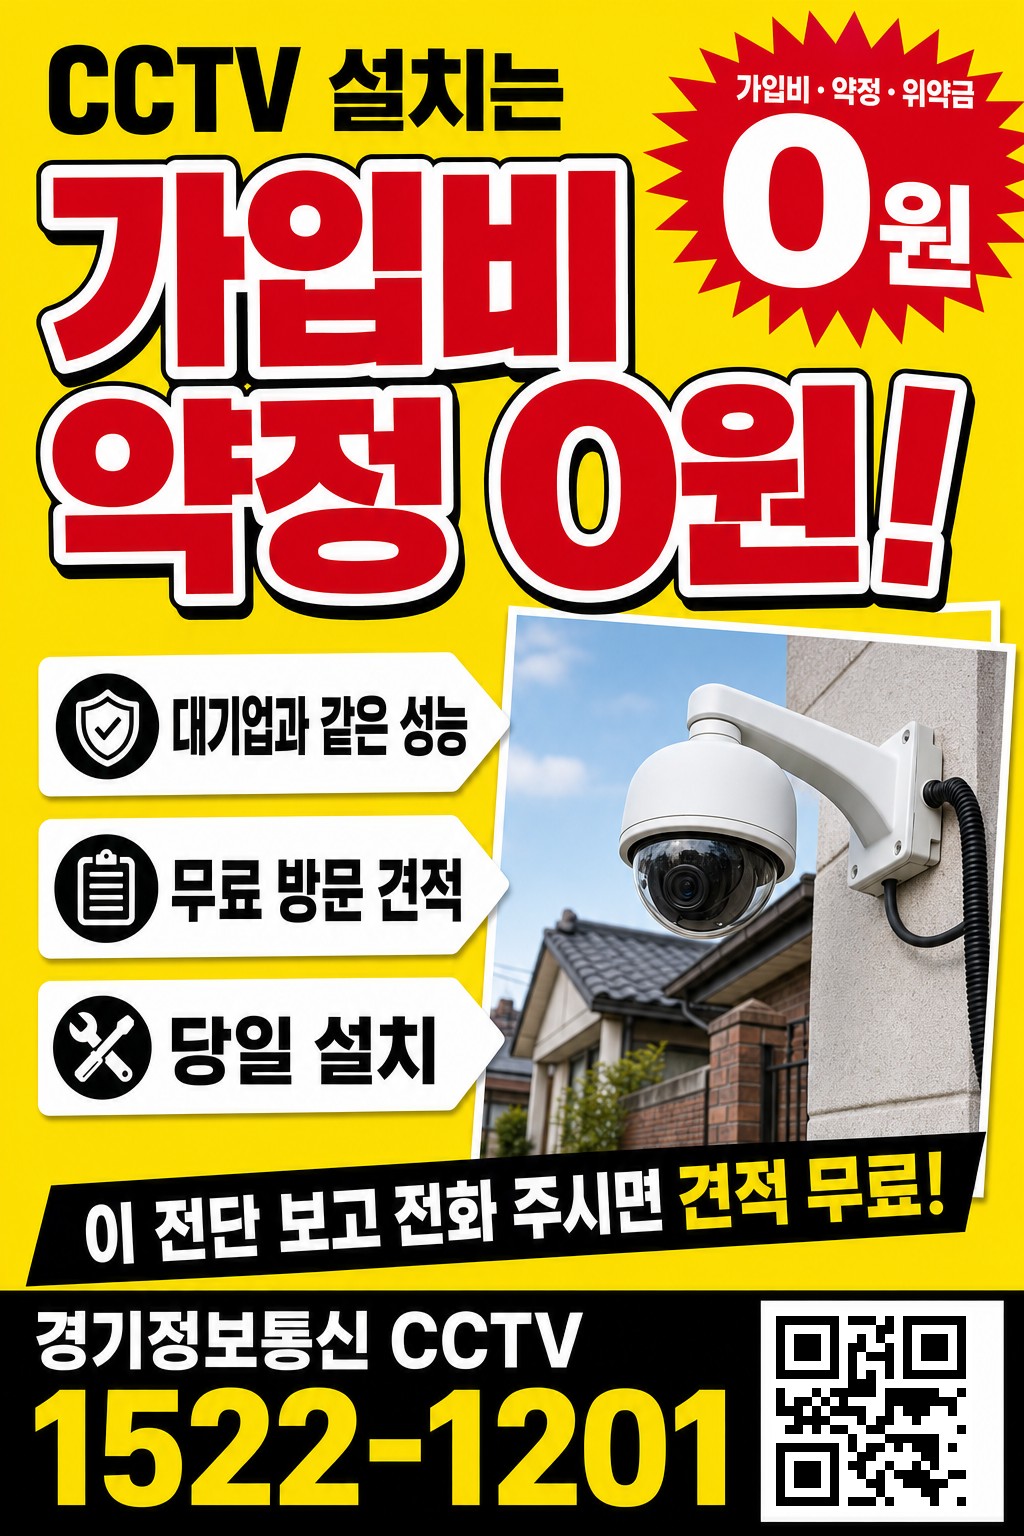 CCTV 설치는
가입비 · 약정 · 위약금
0원
가입비
약정 0원!
대기업과 같은 성능
무료 방문 견적
당일 설치
이 전단 보고 전화 주시면 견적 무료!
경기정보통신 CCTV
1522-1201